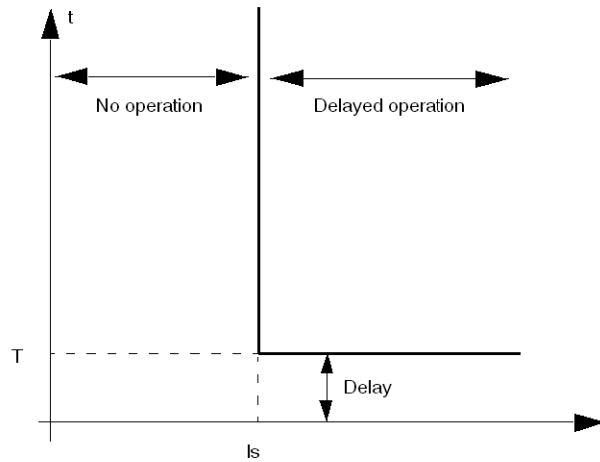 t
No operation
Delayed operation
T
Delay
Is